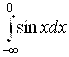 ∫_{-∞}^{0} sin xdx